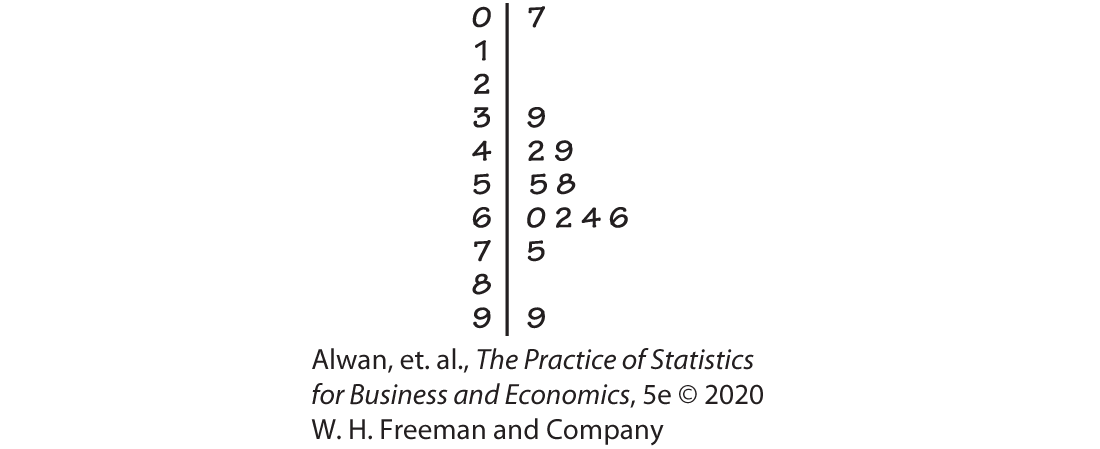 0 | 7
1 |
2 |
3 | 9
4 | 2 9
5 | 5 8
6 | 0 2 4 6
7 | 5
8 |
9 | 9
Alwan, et. al., The Practice of Statistics
for Business and Economics, 5e © 2020
W. H. Freeman and Company